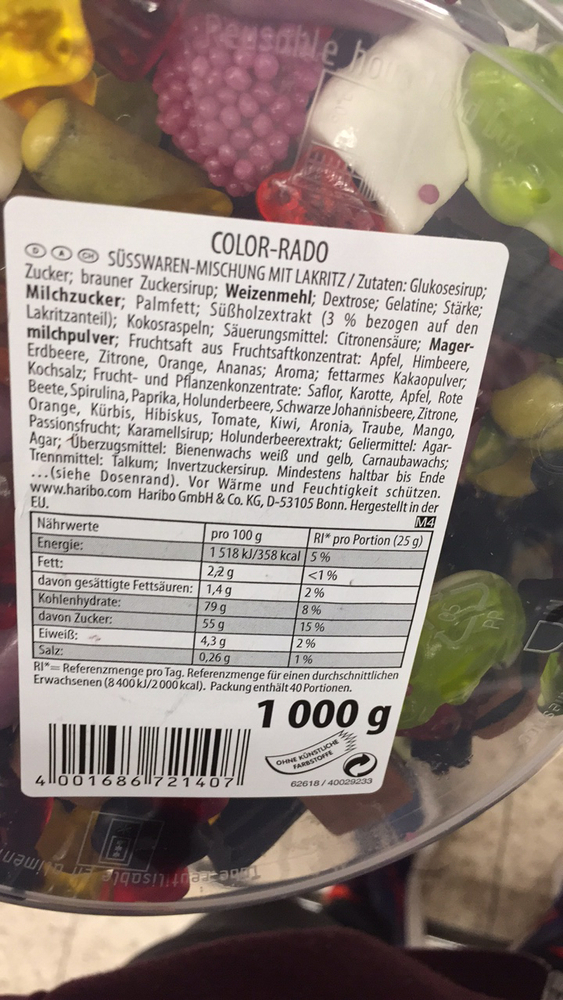 Reusable
COLOR-RADO
D A CH SÜSSWAREN-MISCHUNG MIT LAKRITZ / Zutaten: Glukosesirup;
Zucker; brauner Zuckersirup; Weizenmehl; Dextrose; Gelatine; Stärke;
Milchzucker; Palmfett; Süßholzextrakt (3 % bezogen auf den
Lakritzanteil); Kokosraspeln; Säuerungsmittel: Citronensäure; Mager-
milchpulver; Fruchtsaft aus Fruchtsaftkonzentrat: Apfel, Himbeere,
Erdbeere, Zitrone, Orange, Ananas; Aroma; fettarmes Kakaopulver;
Kochsalz; Frucht- und Pflanzenkonzentrate: Saflor, Karotte, Apfel, Rote
Beete, Spirulina, Paprika, Holunderbeere, Schwarze Johannisbeere, Zitrone,
Orange, Kürbis, Hibiskus, Tomate, Kiwi, Aronia, Traube, Mango,
Passionsfrucht; Karamellsirup; Holunderbeerextrakt; Geliermittel: Agar-
Agar; Überzugsmittel: Bienenwachs weiß und gelb, Carnaubawachs;
Trennmittel: Talkum; Invertzuckersirup. Mindestens haltbar bis Ende
...(siehe Dosenrand). Vor Wärme und Feuchtigkeit schützen.
www.haribo.com Haribo GmbH & Co. KG, D-53105 Bonn. Hergestellt in der
EU.
M4
Nährwerte pro 100 g RI* pro Portion (25 g)
Energie: 1 518 kJ/358 kcal 5 %
Fett: 2,2 g <1 %
davon gesättigte Fettsäuren: 1,4 g 2 %
Kohlenhydrate: 79 g 8 %
davon Zucker: 55 g 15 %
Eiweiß: 4,3 g 2 %
Salz: 0,26 g 1 %
RI*= Referenzmenge pro Tag. Referenzmenge für einen durchschnittlichen
Erwachsenen (8 400 kJ/2 000 kcal). Packung enthält 40 Portionen.
1 000 g
OHNE KÜNSTLICHE
FARBSTOFFE
4 001686 721407
62618 / 40029233